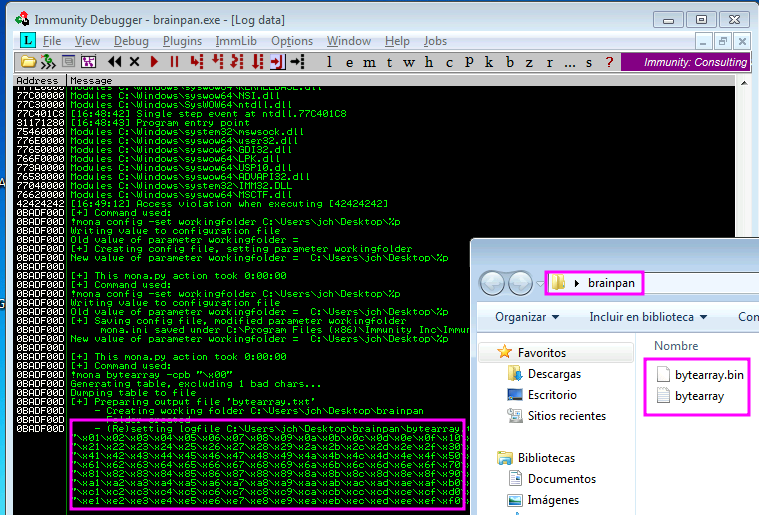 Immunity Debugger - brainpan.exe - [Log data]
File View Debug Plugins ImmLib Options Window Help Jobs
l e m t w h c p k b z r ... s ? Immunity: Consulting
Address Message
77C00000 Modules C:\Windows\syswow64\NSI.dll
77C30000 Modules C:\Windows\SysWOW64\ntdll.dll
77C401C8 [16:48:42] Single step event at ntdll.77C401C8
31171280 [16:48:43] Program entry point
75460000 Modules C:\Windows\system32\mswsock.dll
766E0000 Modules C:\Windows\syswow64\user32.dll
77650000 Modules C:\Windows\syswow64\GDI32.dll
766F0000 Modules C:\Windows\syswow64\LPK.dll
773A0000 Modules C:\Windows\syswow64\USP10.dll
76580000 Modules C:\Windows\syswow64\ADVAPI32.dll
77040000 Modules C:\Windows\system32\IMM32.DLL
76620000 Modules C:\Windows\syswow64\MSCTF.dll
42424242 [16:49:12] Access violation when executing [42424242]
0BADF00D [+] Command used:
0BADF00D !mona config -set workingfolder C:\Users\jch\Desktop\%p
0BADF00D Writing value to configuration file
0BADF00D Old value of parameter workingfolder =
0BADF00D [+] Creating config file, setting parameter workingfolder
0BADF00D New value of parameter workingfolder = C:\Users\jch\Desktop\%p
0BADF00D
0BADF00D [+] This mona.py action took 0:00:00
0BADF00D [+] Command used:
0BADF00D !mona config -set workingfolder C:\Users\jch\Desktop\%p
0BADF00D Writing value to configuration file
0BADF00D Old value of parameter workingfolder = C:\Users\jch\Desktop\%p
0BADF00D [+] Saving config file, modified parameter workingfolder
0BADF00D mona.ini saved under C:\Program Files (x86)\Immunity Inc\Immun
0BADF00D New value of parameter workingfolder = C:\Users\jch\Desktop\%p
0BADF00D
0BADF00D [+] This mona.py action took 0:00:00
0BADF00D [+] Command used:
0BADF00D !mona bytearray -cpb "\x00"
0BADF00D Generating table, excluding 1 bad chars...
0BADF00D Dumping table to file
0BADF00D [+] Preparing output file 'bytearray.txt'
0BADF00D - Creating working folder C:\Users\jch\Desktop\brainpan
0BADF00D - Folder created
0BADF00D - (Re)setting logfile C:\Users\jch\Desktop\brainpan\bytearray.t
"\x01\x02\x03\x04\x05\x06\x07\x08\x09\x0a\x0b\x0c\x0d\x0e\x0f\x10
"\x21\x22\x23\x24\x25\x26\x27\x28\x29\x2a\x2b\x2c\x2d\x2e\x2f\x30
"\x41\x42\x43\x44\x45\x46\x47\x48\x49\x4a\x4b\x4c\x4d\x4e\x4f\x50
"\x61\x62\x63\x64\x65\x66\x67\x68\x69\x6a\x6b\x6c\x6d\x6e\x6f\x70
"\x81\x82\x83\x84\x85\x86\x87\x88\x89\x8a\x8b\x8c\x8d\x8e\x8f\x90
"\xa1\xa2\xa3\xa4\xa5\xa6\xa7\xa8\xa9\xaa\xab\xac\xad\xae\xaf\xb0
"\xc1\xc2\xc3\xc4\xc5\xc6\xc7\xc8\xc9\xca\xcb\xcc\xcd\xce\xcf\xd0
"\xe1\xe2\xe3\xe4\xe5\xe6\xe7\xe8\xe9\xea\xeb\xec\xed\xee\xef\xf0
brainpan
Organizar Incluir en biblioteca Con
Favoritos
Descargas
Escritorio
Sitios recientes
Bibliotecas
Documentos
Imágenes
Nombre
bytearray.bin
bytearray